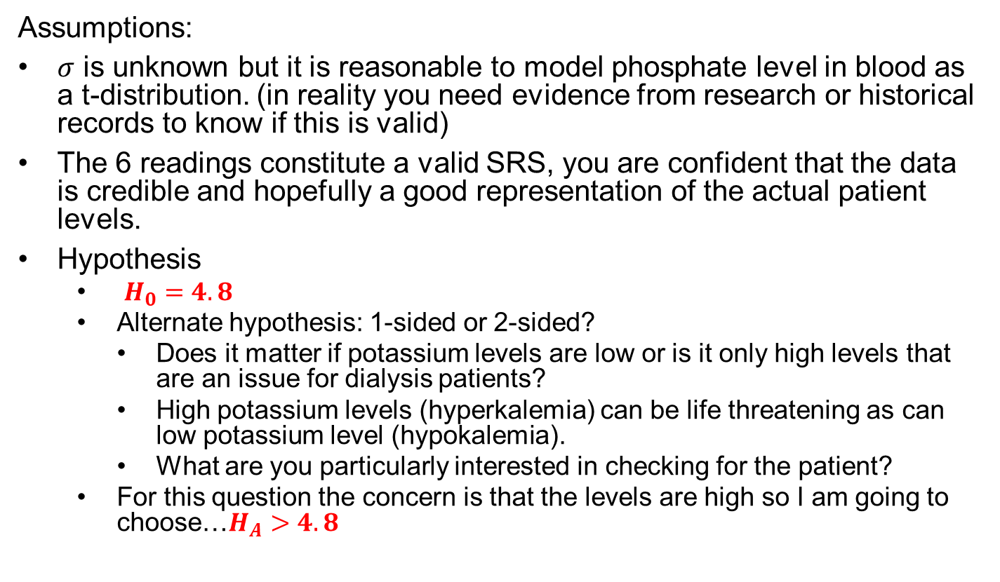 Assumptions:
• σ is unknown but it is reasonable to model phosphate level in blood as
a t-distribution. (in reality you need evidence from research or historical
records to know if this is valid)
• The 6 readings constitute a valid SRS, you are confident that the data
is credible and hopefully a good representation of the actual patient
levels.
• Hypothesis
• H₀ = 4.8
• Alternate hypothesis: 1-sided or 2-sided?
• Does it matter if potassium levels are low or is it only high levels that
are an issue for dialysis patients?
• High potassium levels (hyperkalemia) can be life threatening as can
low potassium level (hypokalemia).
• What are you particularly interested in checking for the patient?
• For this question the concern is that the levels are high so I am going to
choose…H_A > 4.8